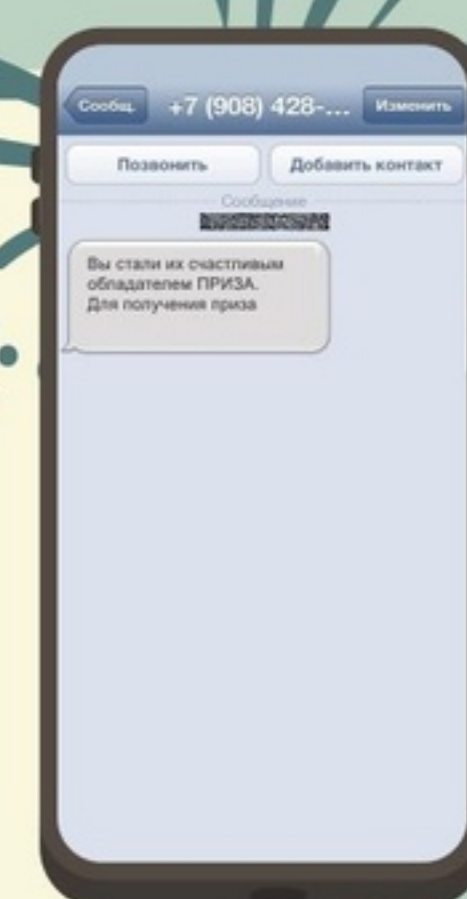 Сообщ. +7 (908) 428-... Изменить
Позвонить Добавить контакт
Сообщение
Вы стали их счастливым
обладателем ПРИЗА.
Для получения приза